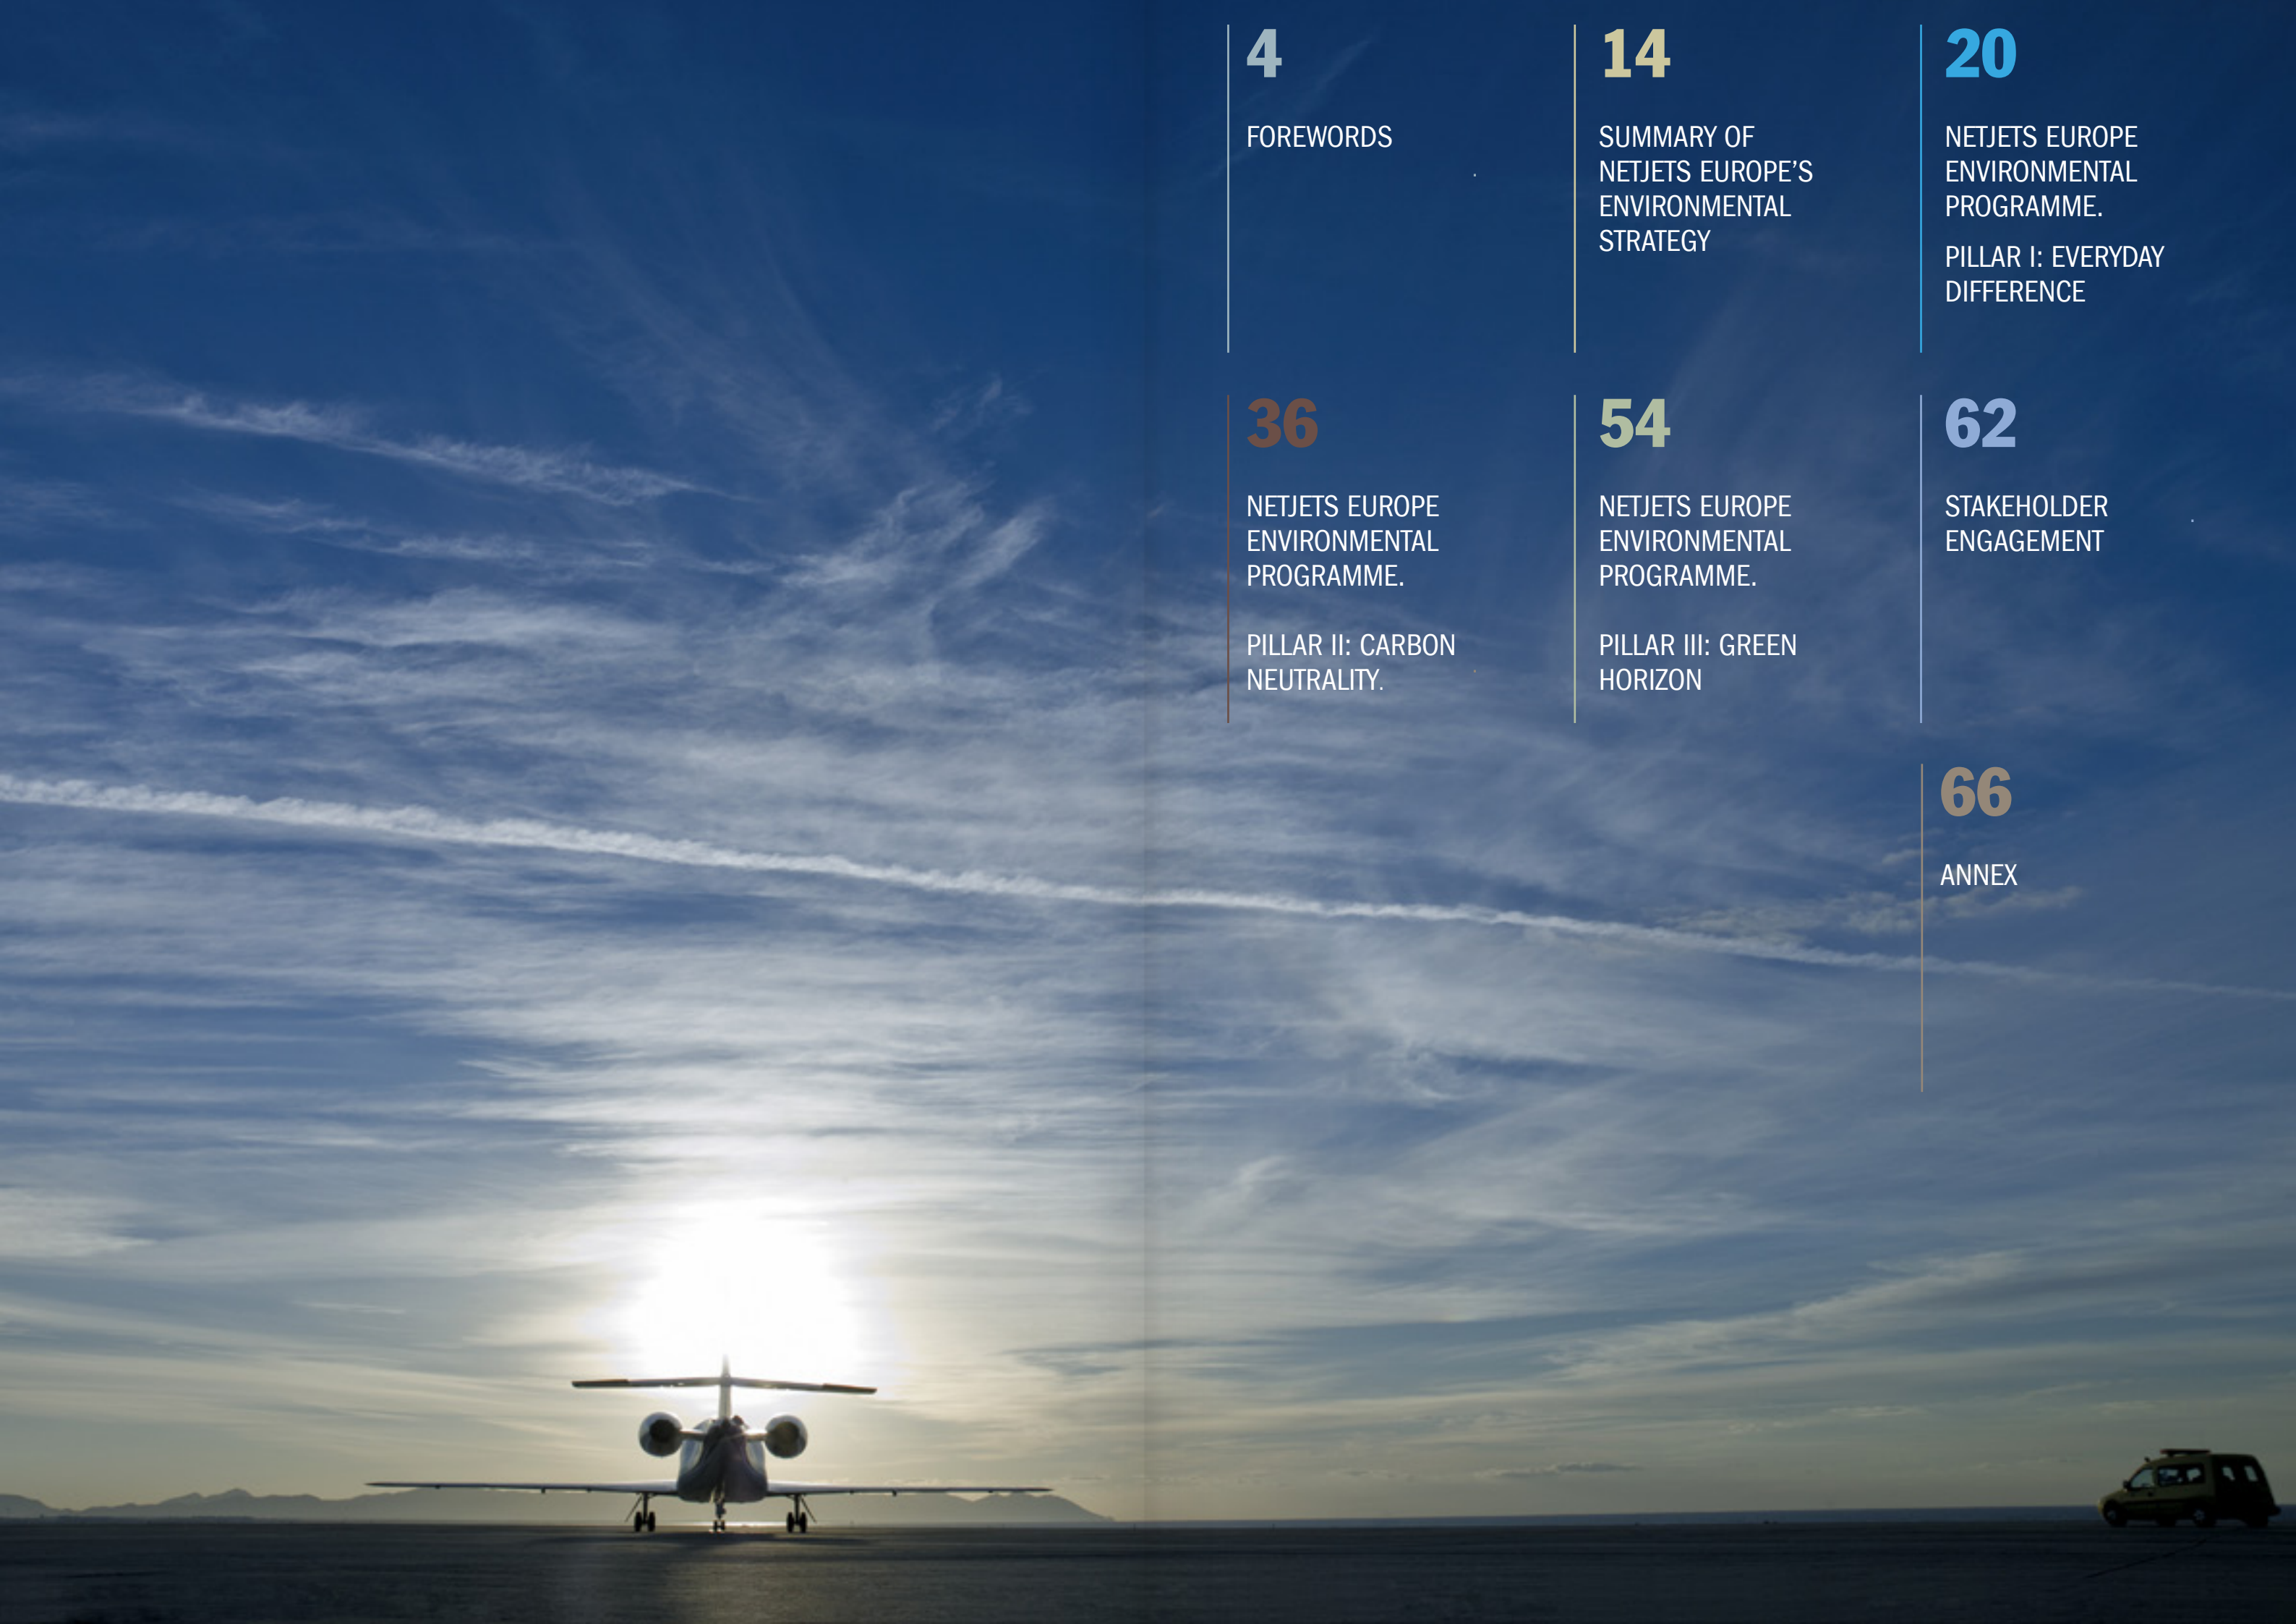 4
FOREWORDS
14
SUMMARY OF
NETJETS EUROPE'S
ENVIRONMENTAL
STRATEGY
20
NETJETS EUROPE
ENVIRONMENTAL
PROGRAMME.
PILLAR I: EVERYDAY
DIFFERENCE
36
NETJETS EUROPE
ENVIRONMENTAL
PROGRAMME.
PILLAR II: CARBON
NEUTRALITY.
54
NETJETS EUROPE
ENVIRONMENTAL
PROGRAMME.
PILLAR III: GREEN
HORIZON
62
STAKEHOLDER
ENGAGEMENT
66
ANNEX